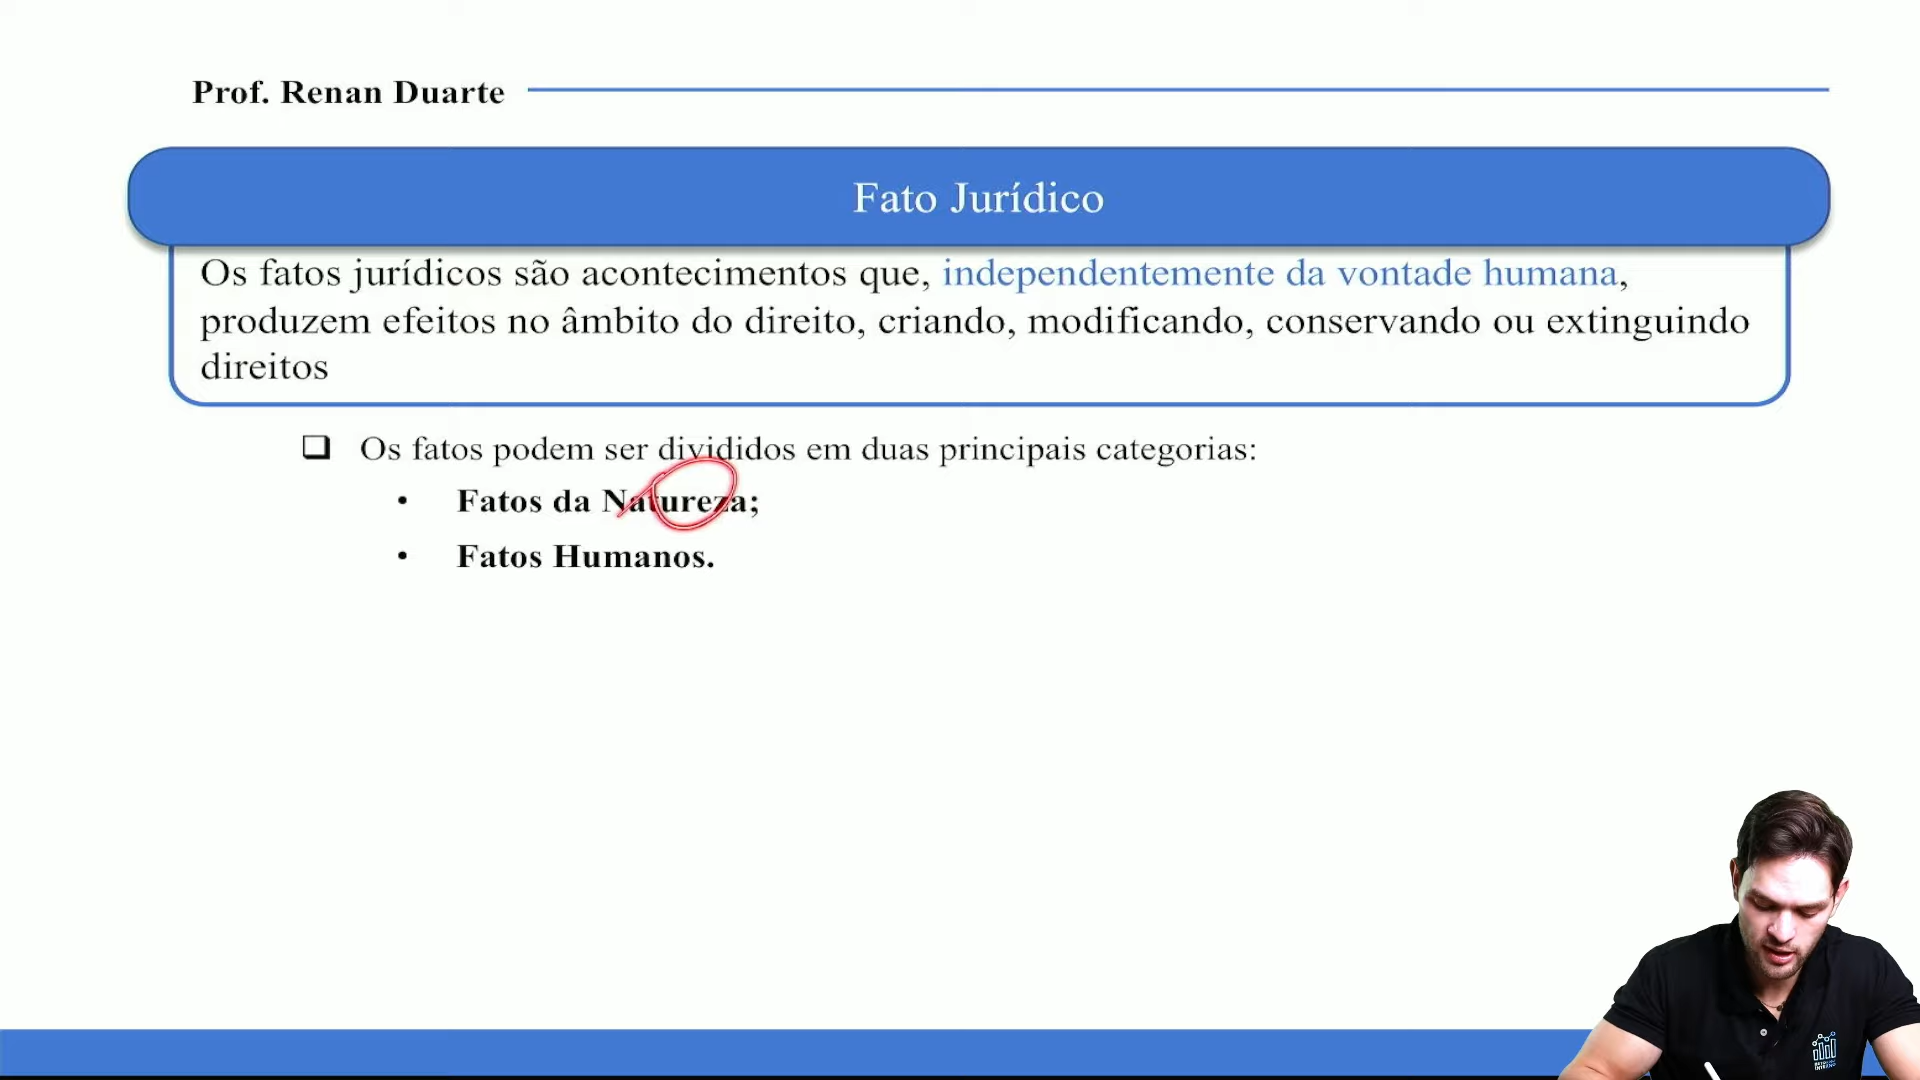 Prof. Renan Duarte
Fato Jurídico
Os fatos jurídicos são acontecimentos que, independentemente da vontade humana,
produzem efeitos no âmbito do direito, criando, modificando, conservando ou extinguindo
direitos
❑ Os fatos podem ser divididos em duas principais categorias:
• Fatos da Natureza;
• Fatos Humanos.